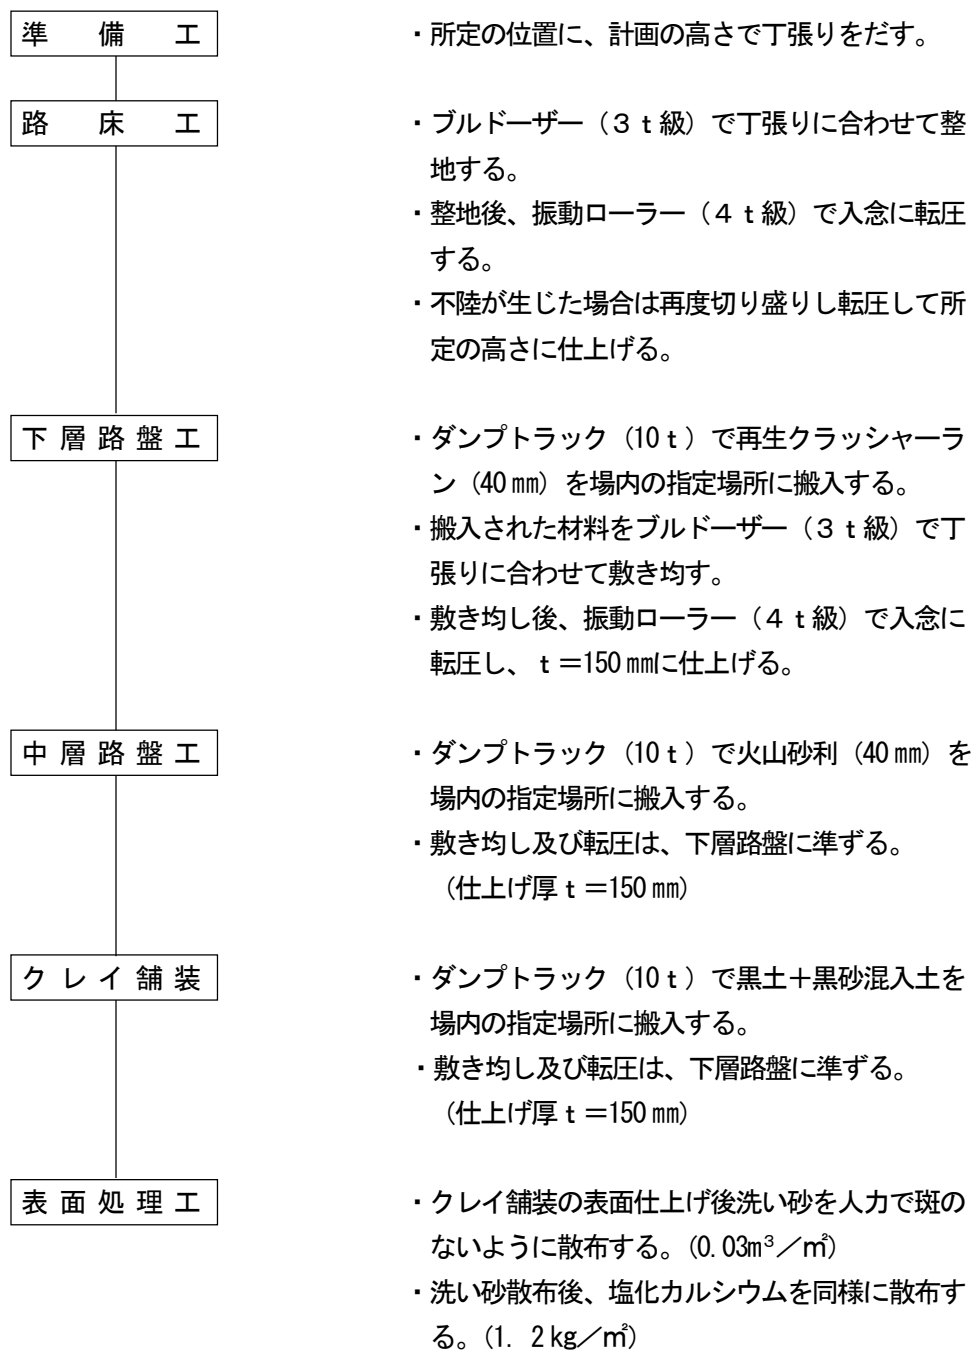 準備工
・所定の位置に、計画の高さで丁張りをだす。
路床工
・ブルドーザー（３ｔ級）で丁張りに合わせて整
地する。
・整地後、振動ローラー（４ｔ級）で入念に転圧
する。
・不陸が生じた場合は再度切り盛りし転圧して所
定の高さに仕上げる。
下層路盤工
・ダンプトラック（10ｔ）で再生クラッシャーラ
ン（40㎜）を場内の指定場所に搬入する。
・搬入された材料をブルドーザー（３ｔ級）で丁
張りに合わせて敷き均す。
・敷き均し後、振動ローラー（４ｔ級）で入念に
転圧し、ｔ＝150㎜に仕上げる。
中層路盤工
・ダンプトラック（10ｔ）で火山砂利（40㎜）を
場内の指定場所に搬入する。
・敷き均し及び転圧は、下層路盤に準ずる。
（仕上げ厚ｔ＝150㎜）
クレイ舗装
・ダンプトラック（10ｔ）で黒土＋黒砂混入土を
場内の指定場所に搬入する。
・敷き均し及び転圧は、下層路盤に準ずる。
（仕上げ厚ｔ＝150㎜）
表面処理工
・クレイ舗装の表面仕上げ後洗い砂を人力で斑の
ないように散布する。（0.03m³／㎡）
・洗い砂散布後、塩化カルシウムを同様に散布す
る。（1. 2㎏／㎡）